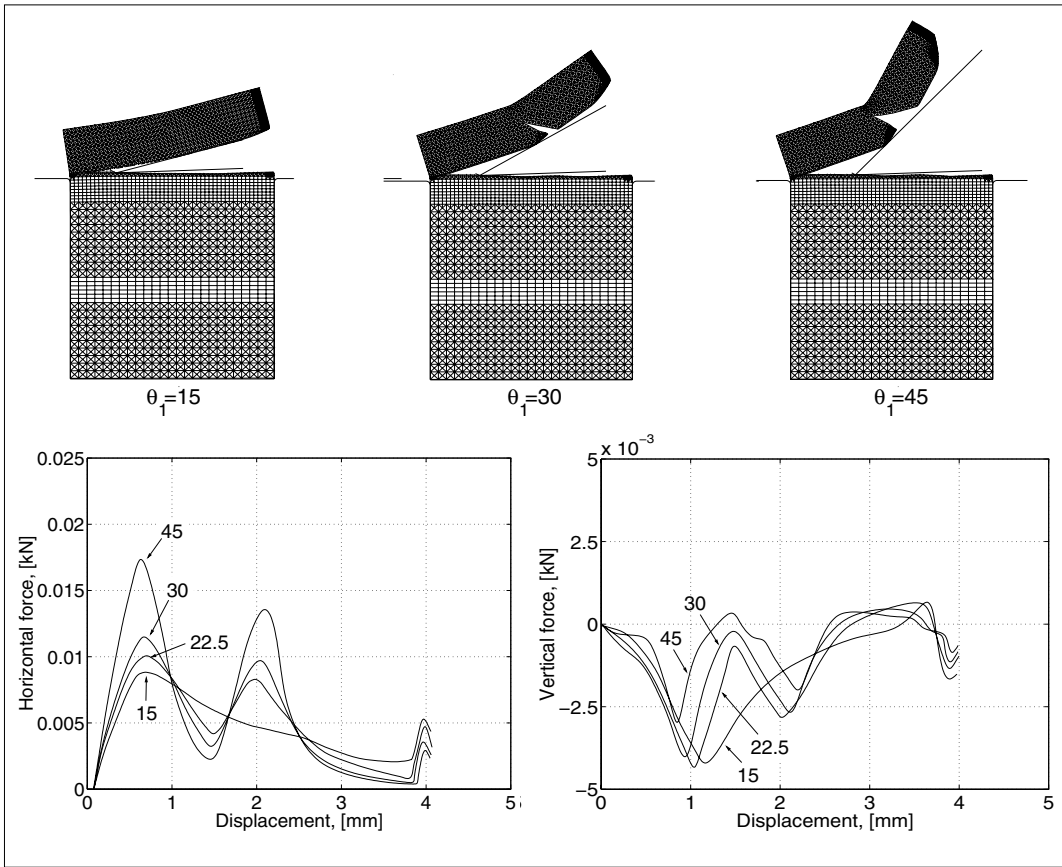 θ1=15
θ1=30
θ1=45
0.025
0.02
0.015
0.01
0.005
0
Horizontal force, [kN]
45
30
22.5
15
0 1 2 3 4 5
Displacement, [mm]
x 10−3
5
2.5
0
−2.5
−5
Vertical force, [kN]
45
30
22.5
15
0 1 2 3 4 5
Displacement, [mm]